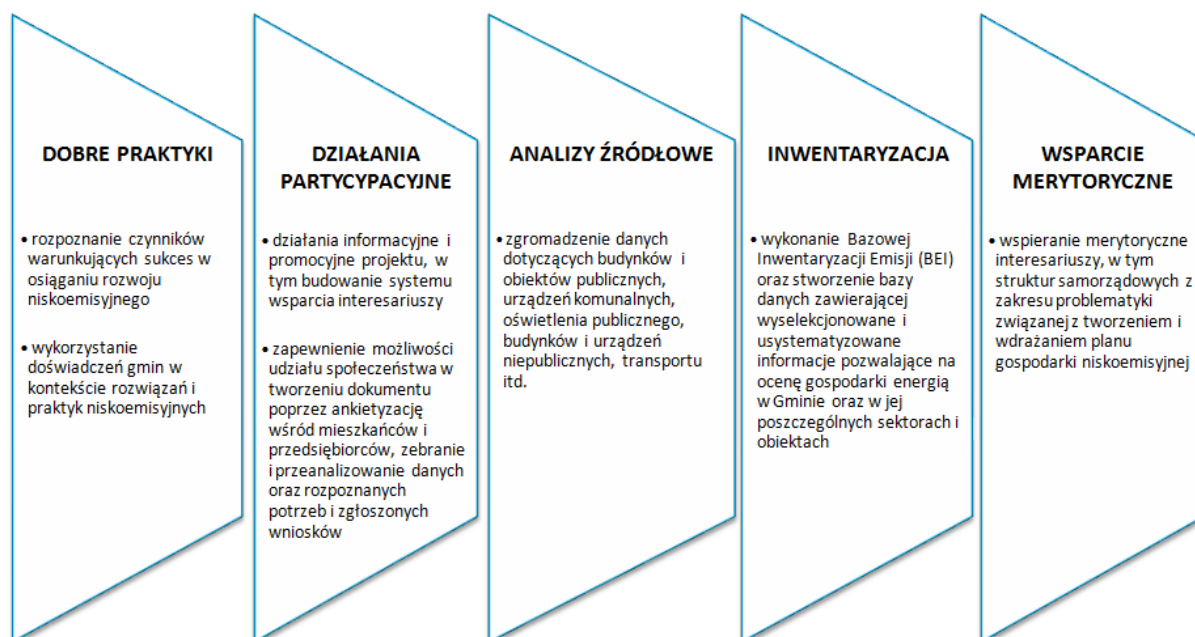 DOBRE PRAKTYKI
• rozpoznanie czynników
warunkujących sukces w
osiąganiu rozwoju
niskoemisyjnego
• wykorzystanie
doświadczeń gmin w
kontekście rozwiązań i
praktyk niskoemisyjnych
DZIAŁANIA
PARTYCYPACYJNE
• działania informacyjne i
promocyjne projektu, w
tym budowanie systemu
wsparcia interesariuszy
• zapewnienie możliwości
udziału społeczeństwa w
tworzeniu dokumentu
poprzez ankietyzację
wśród mieszkańców i
przedsiębiorców, zebranie
i przeanalizowanie danych
oraz rozpoznanych
potrzeb i zgłoszonych
wniosków
ANALIZY ŹRÓDŁOWE
• zgromadzenie danych
dotyczących budynków i
obiektów publicznych,
urządzeń komunalnych,
oświetlenia publicznego,
budynków i urządzeń
niepublicznych, transportu
itd.
INWENTARYZACJA
• wykonanie Bazowej
Inwentaryzacji Emisji (BEI)
oraz stworzenie bazy
danych zawierającej
wyselekcjonowane i
usystematyzowane
informacje pozwalające na
ocenę gospodarki energią
w Gminie oraz w jej
poszczególnych sektorach i
obiektach
WSPARCIE
MERYTORYCZNE
• wspieranie merytoryczne
interesariuszy, w tym
struktur samorządowych z
zakresu problematyki
związanej z tworzeniem i
wdrażaniem planu
gospodarki niskoemisyjnej